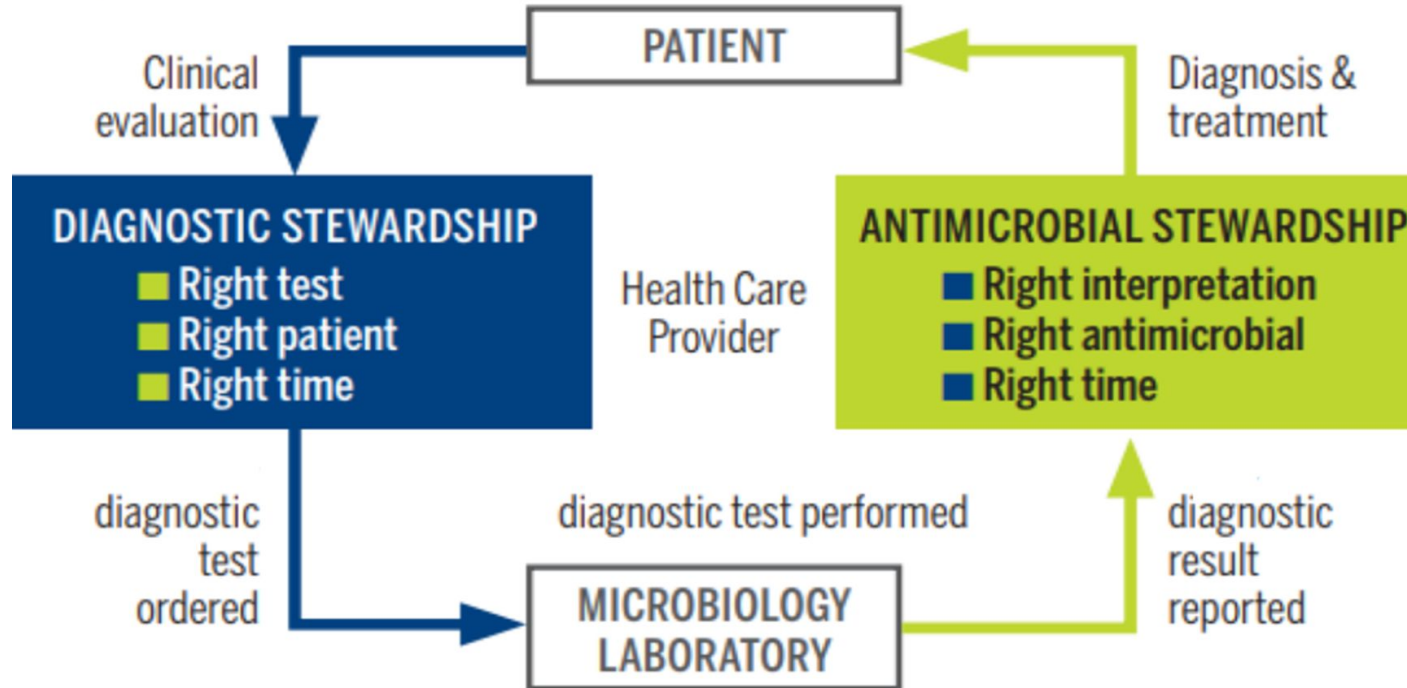 PATIENT
Clinical
evaluation
Diagnosis &
treatment
DIAGNOSTIC STEWARDSHIP
Right test
Right patient
Right time
Health Care
Provider
ANTIMICROBIAL STEWARDSHIP
Right interpretation
Right antimicrobial
Right time
diagnostic
test
ordered
diagnostic test performed
MICROBIOLOGY
LABORATORY
diagnostic
result
reported